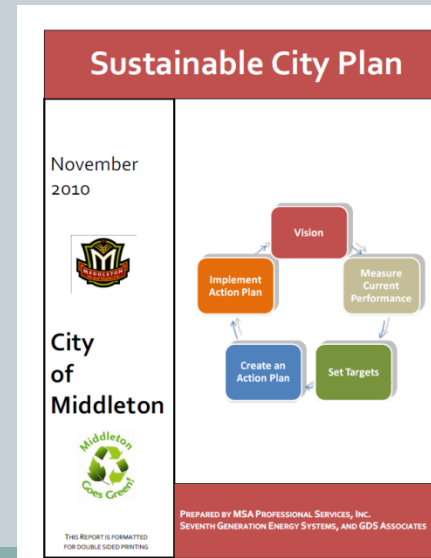 Sustainable City Plan
November
2010
MIDDLETON
City
of
Middleton
Middleton
Goes Green!
THIS REPORT IS FORMATTED
FOR DOUBLE SIDED PRINTING
Vision
Measure
Current
Performance
Set Targets
Create an
Action Plan
Implement
Action Plan
PREPARED BY MSA PROFESSIONAL SERVICES, INC.
SEVENTH GENERATION ENERGY SYSTEMS, AND GDS ASSOCIATES